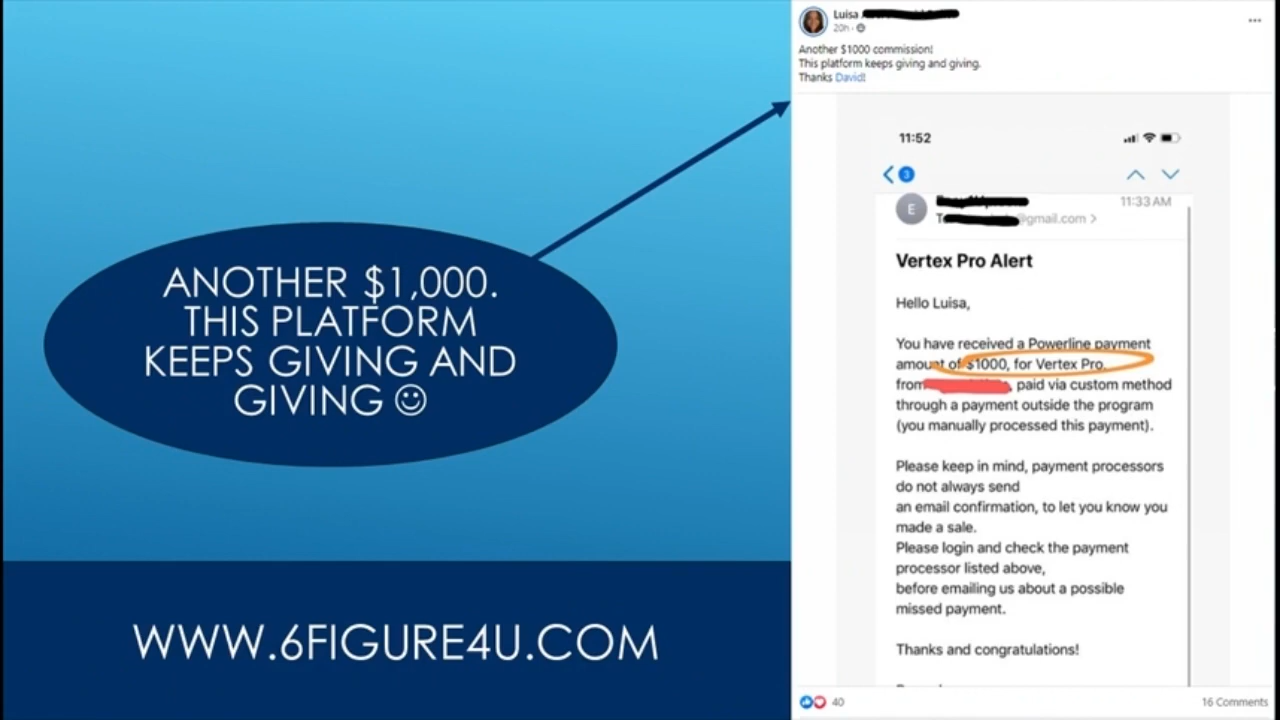 ANOTHER $1,000.
THIS PLATFORM
KEEPS GIVING AND
GIVING ☺
WWW.6FIGURE4U.COM
Luisa
20h
Another $1000 commission!
This platform keeps giving and giving.
Thanks David!
11:52
3
E
11:33 AM
@gmail.com >
Vertex Pro Alert
Hello Luisa,
You have received a Powerline payment
amount of $1000, for Vertex Pro,
from , paid via custom method
through a payment outside the program
(you manually processed this payment).
Please keep in mind, payment processors
do not always send
an email confirmation, to let you know you
made a sale.
Please login and check the payment
processor listed above,
before emailing us about a possible
missed payment.
Thanks and congratulations!
40
16 Comments